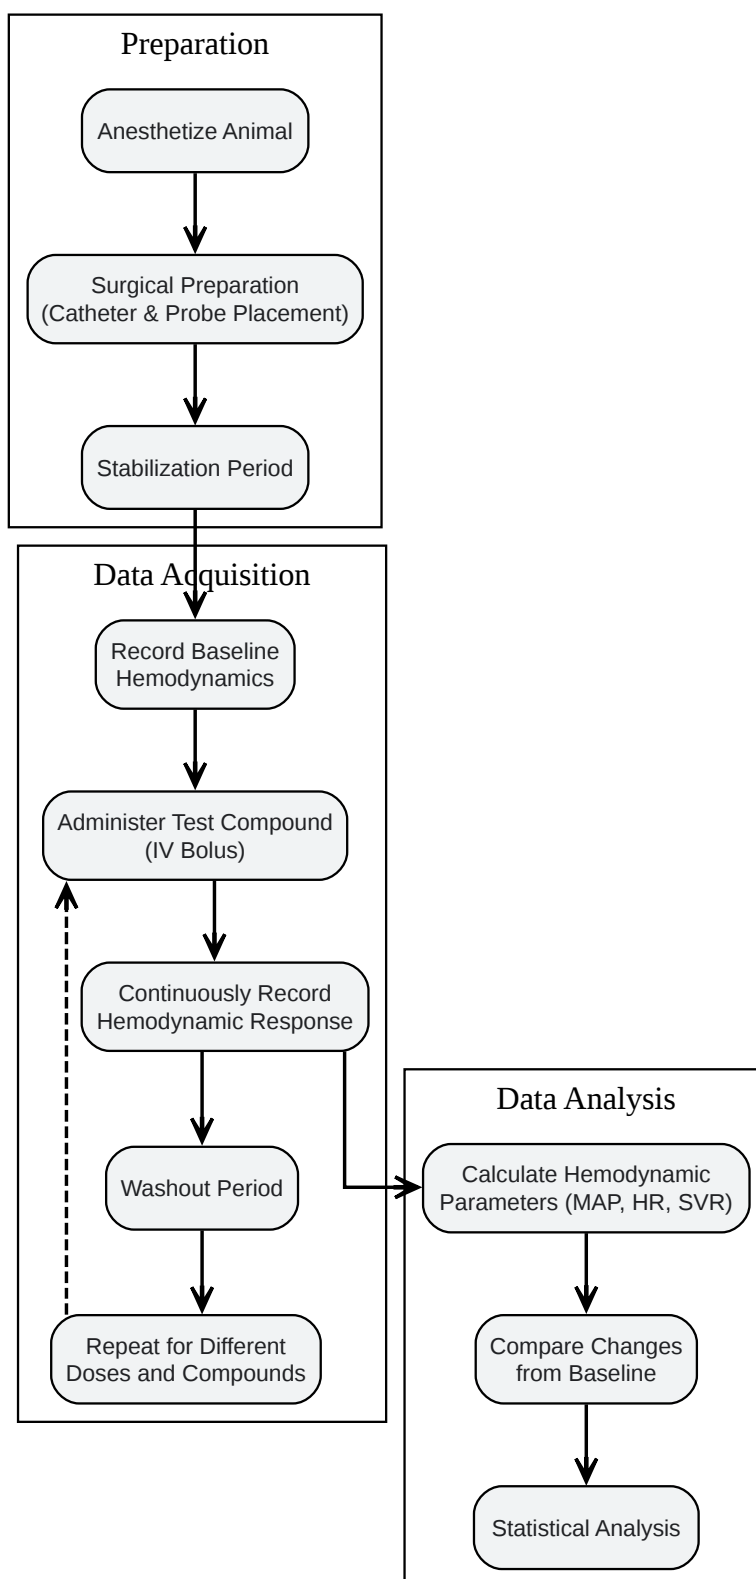 Preparation
Anesthetize Animal
Surgical Preparation
(Catheter & Probe Placement)
Stabilization Period
Data Acquisition
Record Baseline
Hemodynamics
Administer Test Compound
(IV Bolus)
Continuously Record
Hemodynamic Response
Washout Period
Repeat for Different
Doses and Compounds
Data Analysis
Calculate Hemodynamic
Parameters (MAP, HR, SVR)
Compare Changes
from Baseline
Statistical Analysis